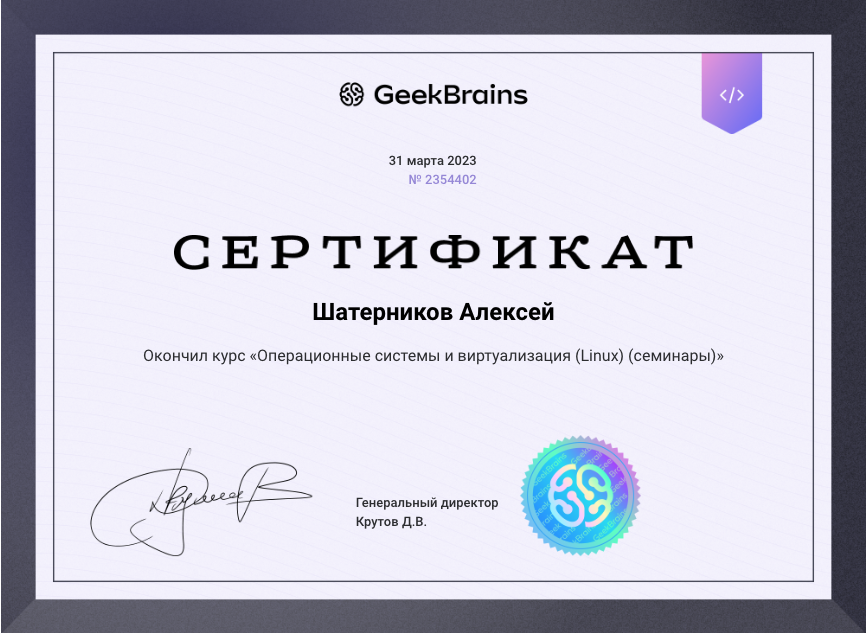 GeekBrains
</>
31 марта 2023
№ 2354402
СЕРТИФИКАТ
Шатерников Алексей
Окончил курс «Операционные системы и виртуализация (Linux) (семинары)»
Генеральный директор
Крутов Д.В.